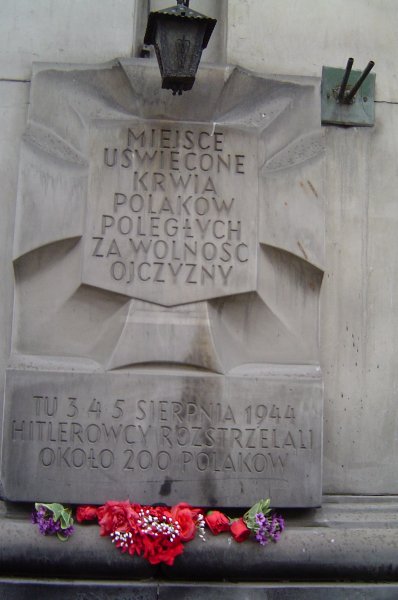 MIEJSCE
UŚWIĘCONE
KRWIĄ
POLAKÓW
POLEGŁYCH
ZA WOLNOŚĆ
OJCZYZNY
TU 3 4 5 SIERPNIA 1944
HITLEROWCY ROZSTRZELALI
OKOŁO 200 POLAKÓW